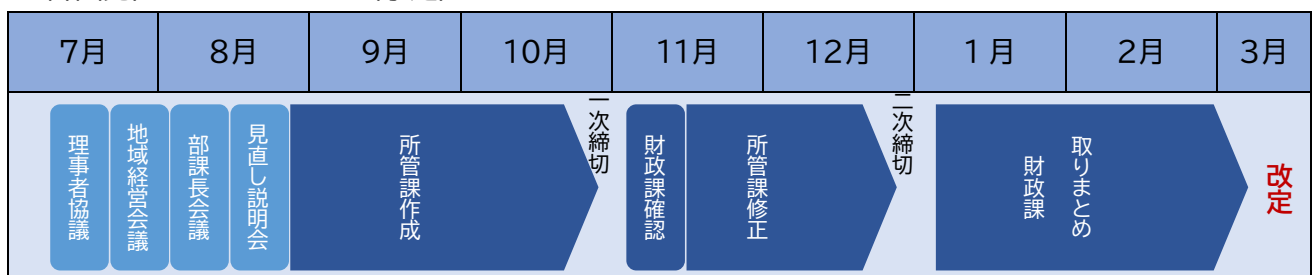 7月
8月
9月
10月
11月
12月
1月
2月
3月
理事者協議
地域経営会議
部課長会議
見直し説明会
所管課作成
一次締切
財政課確認
所管課修正
二次締切
財政課
取りまとめ
改定